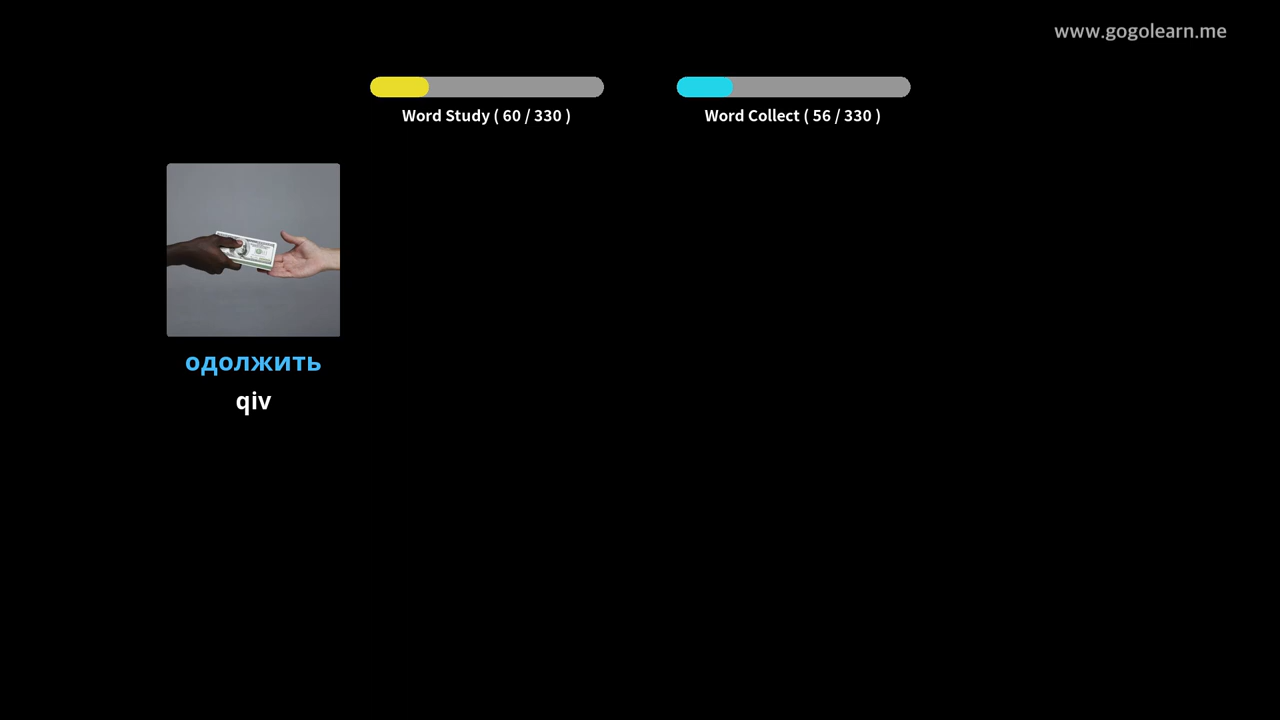 www.gogolearn.me
Word Study ( 60 / 330 )
Word Collect ( 56 / 330 )
одолжить
qiv